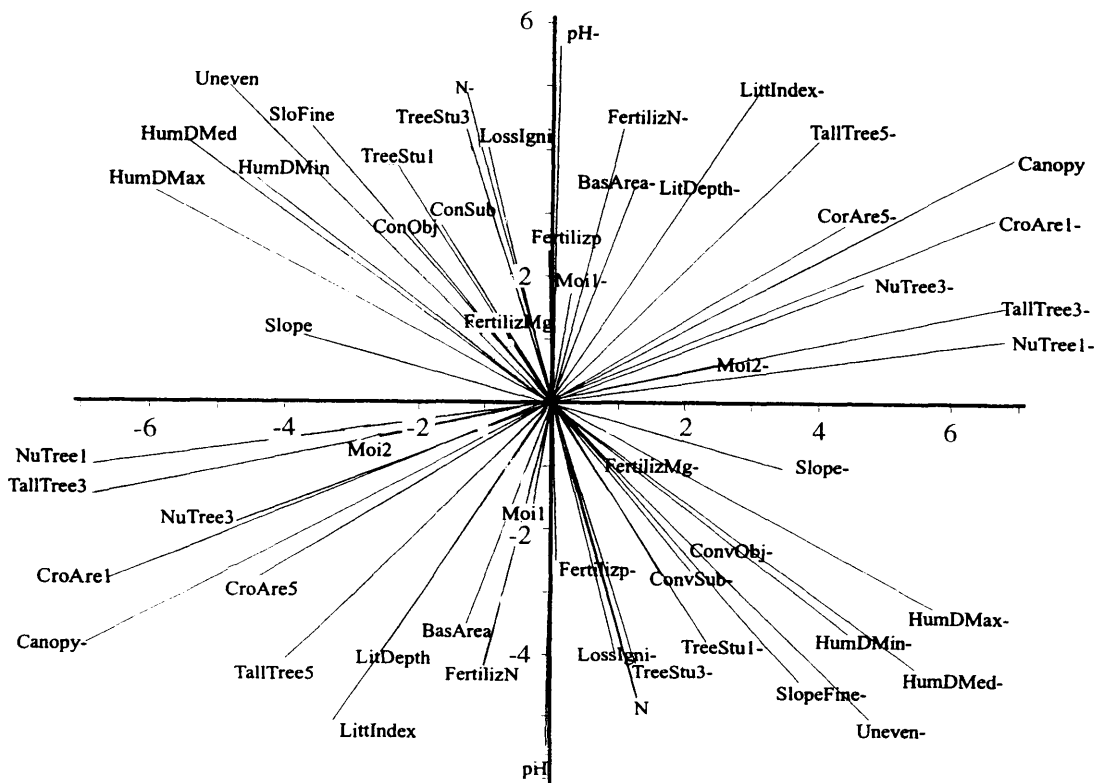 6
pH-
Uneven
N-
LittIndex-
SloFine
TreeStu3
FertilizN-
HumDMed
LossIgni
TallTree5-
TreeStu1
HumDMin
Canopy
HumDMax
BasArea-
LitDepth-
ConSub
CorAre5-
ConObj
CroAre1-
Fertilizp
2
Moi1-
NuTree3-
TallTree3-
FertilizMg
Slope
NuTree1-
Moi2-
-6
-4
-2
2
4
6
Moi2
NuTree1
FertilizMg-
Slope-
TallTree3
NuTree3
Moi1
-2
ConvObj-
CroAre1
Fertilizp-
ConvSub-
CroAre5
HumDMax-
BasArea
Canopy-
HumDMin-
TreeStu1-
-4
LossIgni-
LitDepth
TallTree5
FertilizN
TreeStu3-
HumDMed-
SlopeFine-
N
LittIndex
Uneven-
pH